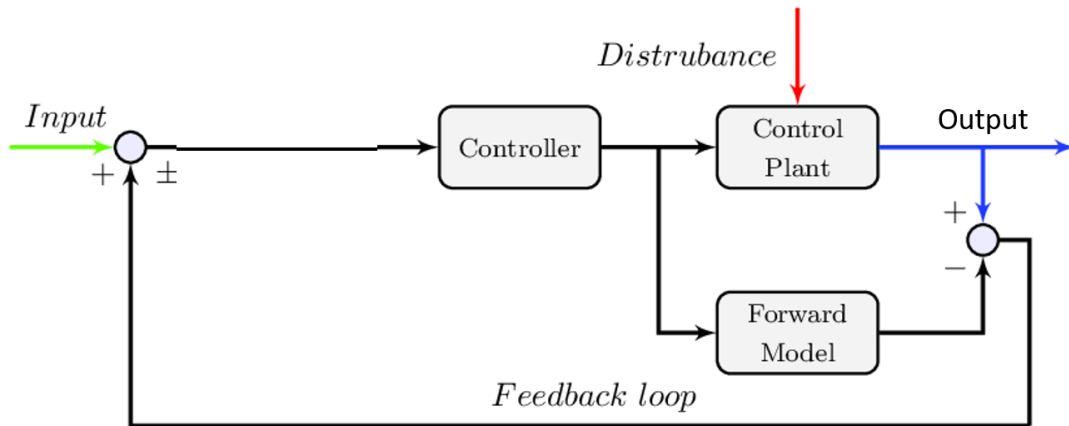 Distrubance
Input
Output
+
±
Controller
Control
Plant
+
−
Forward
Model
Feedback loop